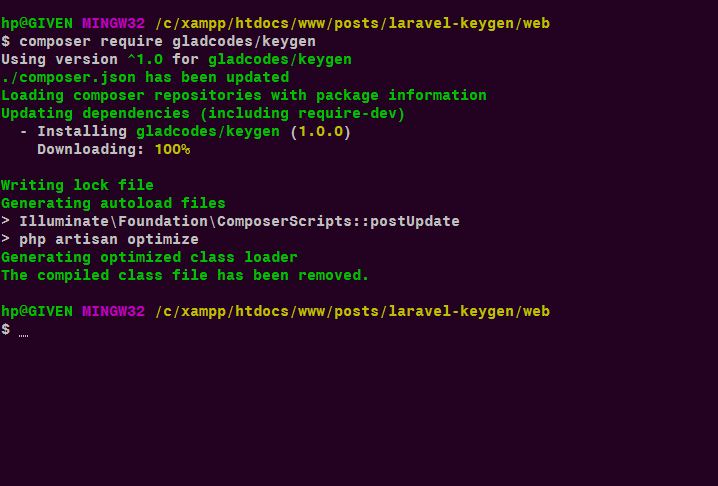 hp@GIVEN MINGW32 /c/xampp/htdocs/www/posts/laravel-keygen/web
$ composer require gladcodes/keygen
Using version ^1.0 for gladcodes/keygen
./composer.json has been updated
Loading composer repositories with package information
Updating dependencies (including require-dev)
  - Installing gladcodes/keygen (1.0.0)
    Downloading: 100%
Writing lock file
Generating autoload files
> Illuminate\Foundation\ComposerScripts::postUpdate
> php artisan optimize
Generating optimized class loader
The compiled class file has been removed.
hp@GIVEN MINGW32 /c/xampp/htdocs/www/posts/laravel-keygen/web
$